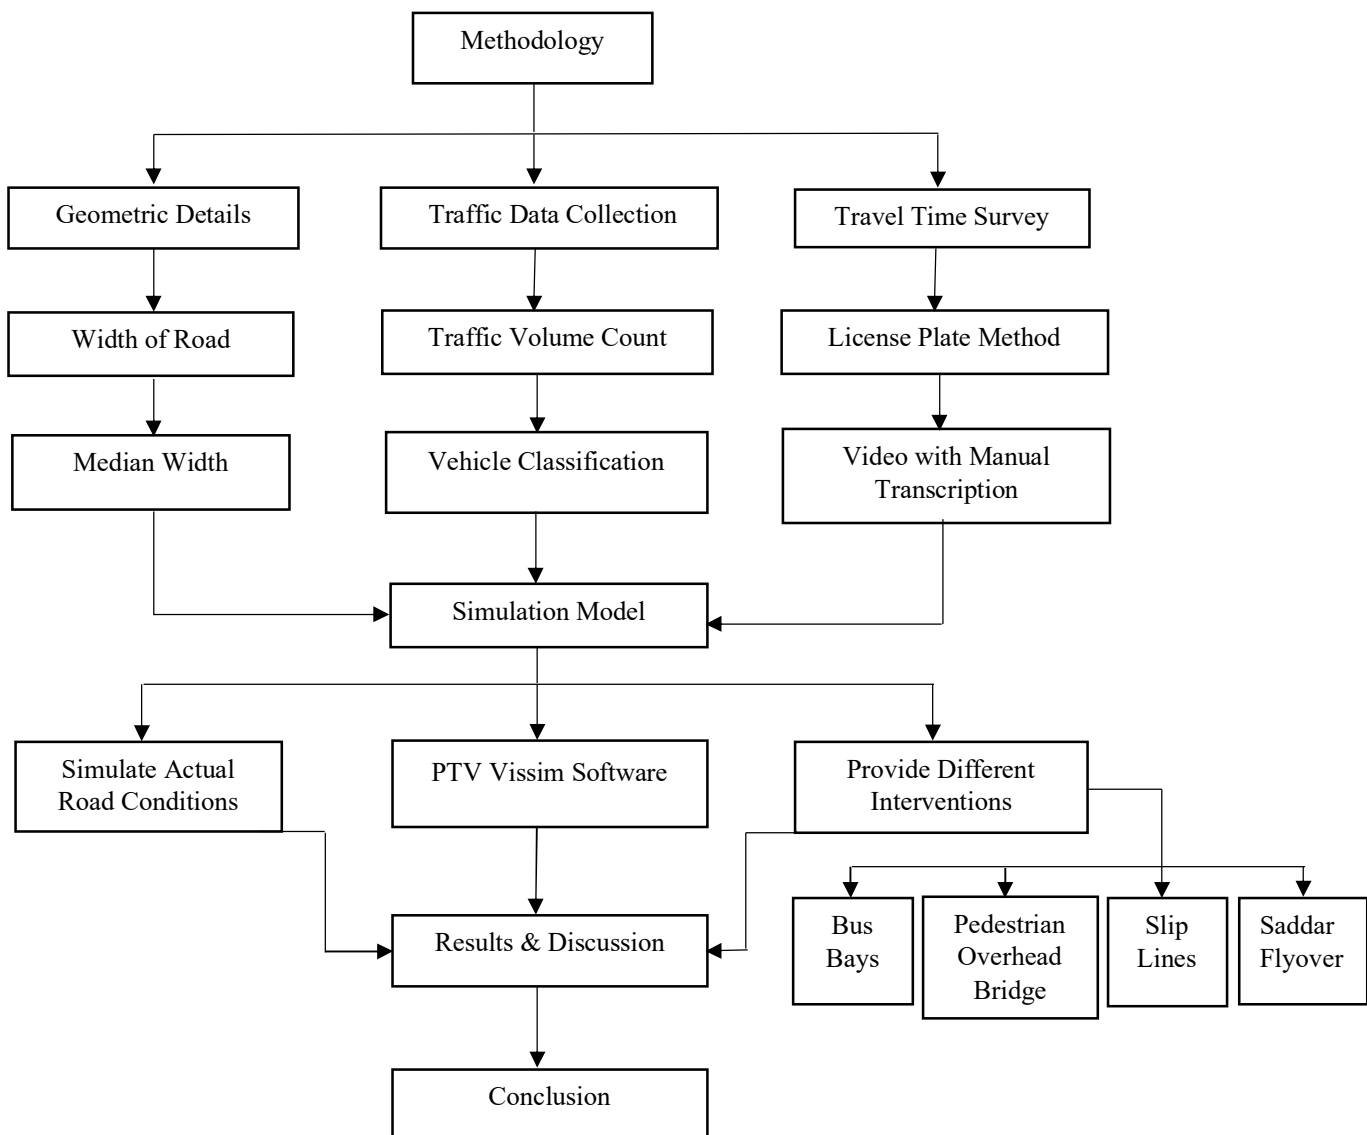 Methodology
Geometric Details
Traffic Data Collection
Travel Time Survey
Width of Road
Traffic Volume Count
License Plate Method
Median Width
Vehicle Classification
Video with Manual
Transcription
Simulation Model
Simulate Actual
Road Conditions
PTV Vissim Software
Provide Different
Interventions
Bus
Bays
Pedestrian
Overhead
Bridge
Slip
Lines
Saddar
Flyover
Results & Discussion
Conclusion